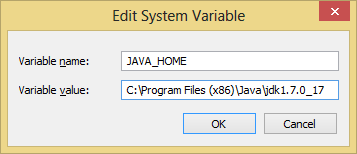 Edit System Variable
Variable name: JAVA_HOME
Variable value: C:\Program Files (x86)\Java\jdk1.7.0_17
OK Cancel